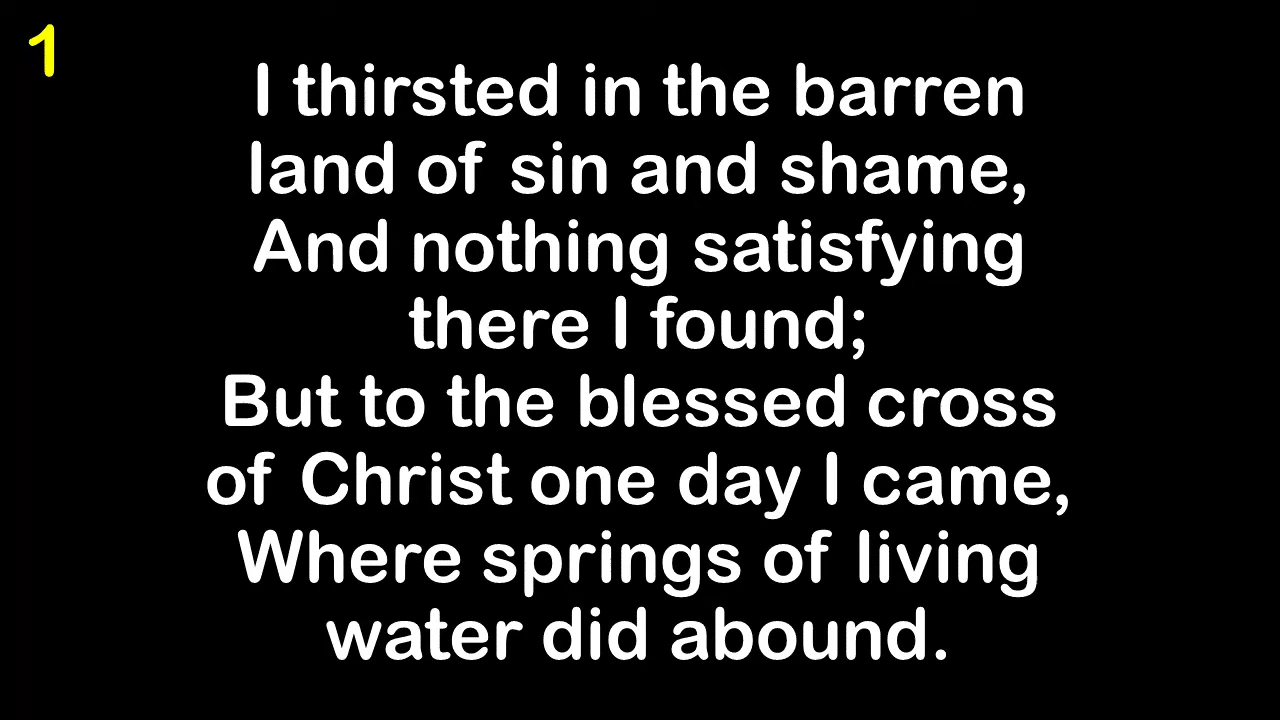 1
I thirsted in the barren
land of sin and shame,
And nothing satisfying
there I found;
But to the blessed cross
of Christ one day I came,
Where springs of living
water did abound.